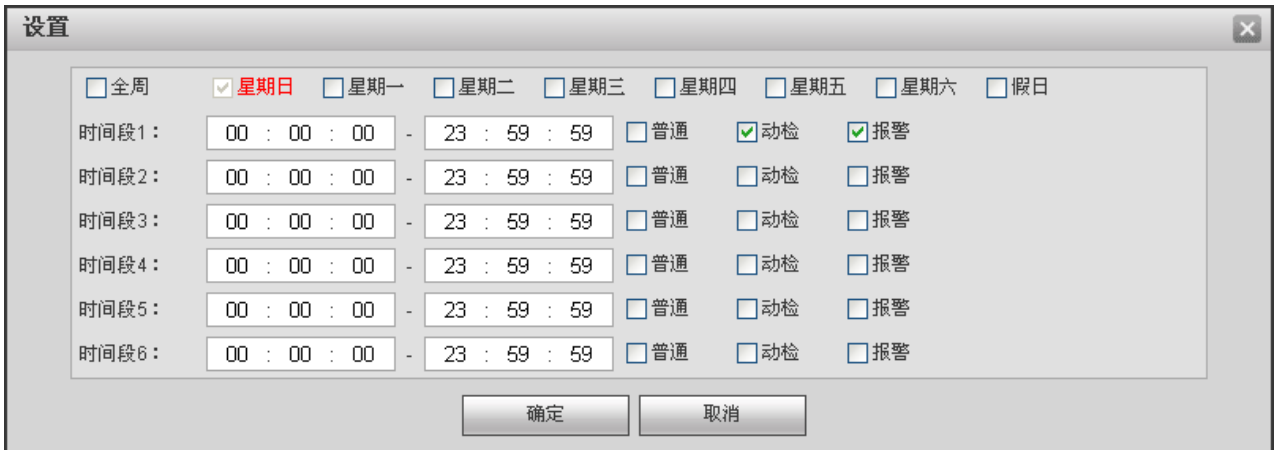 设置
全周 星期日 星期一 星期二 星期三 星期四 星期五 星期六 假日
时间段1： 00 : 00 : 00 - 23 : 59 : 59 普通 动检 报警
时间段2： 00 : 00 : 00 - 23 : 59 : 59 普通 动检 报警
时间段3： 00 : 00 : 00 - 23 : 59 : 59 普通 动检 报警
时间段4： 00 : 00 : 00 - 23 : 59 : 59 普通 动检 报警
时间段5： 00 : 00 : 00 - 23 : 59 : 59 普通 动检 报警
时间段6： 00 : 00 : 00 - 23 : 59 : 59 普通 动检 报警
确定 取消